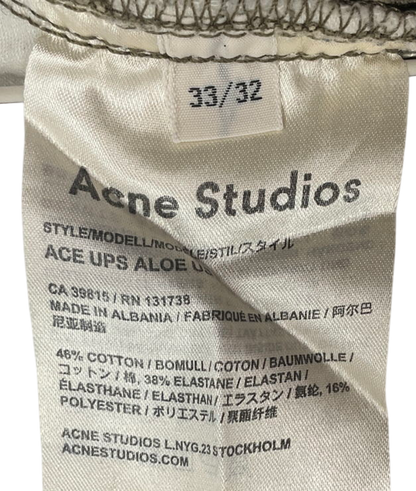 33/32
Acne Studios
STYLE/MODELL/MODELE/STIL/スタイル
ACE UPS ALOE
CA 39815 / RN 131738
MADE IN ALBANIA / FABRIQUÉ EN ALBANIE / 阿尔巴
尼亚制造
46% COTTON / BOMULL / COTON / BAUMWOLLE /
コットン / 棉, 38% ELASTANE / ELASTAN /
ÉLASTHANE / ELASTHAN / エラスタン / 氨纶, 16%
POLYESTER / ポリエステル / 聚酯纤维
ACNE STUDIOS L.NYG.23 STOCKHOLM
ACNESTUDIOS.COM